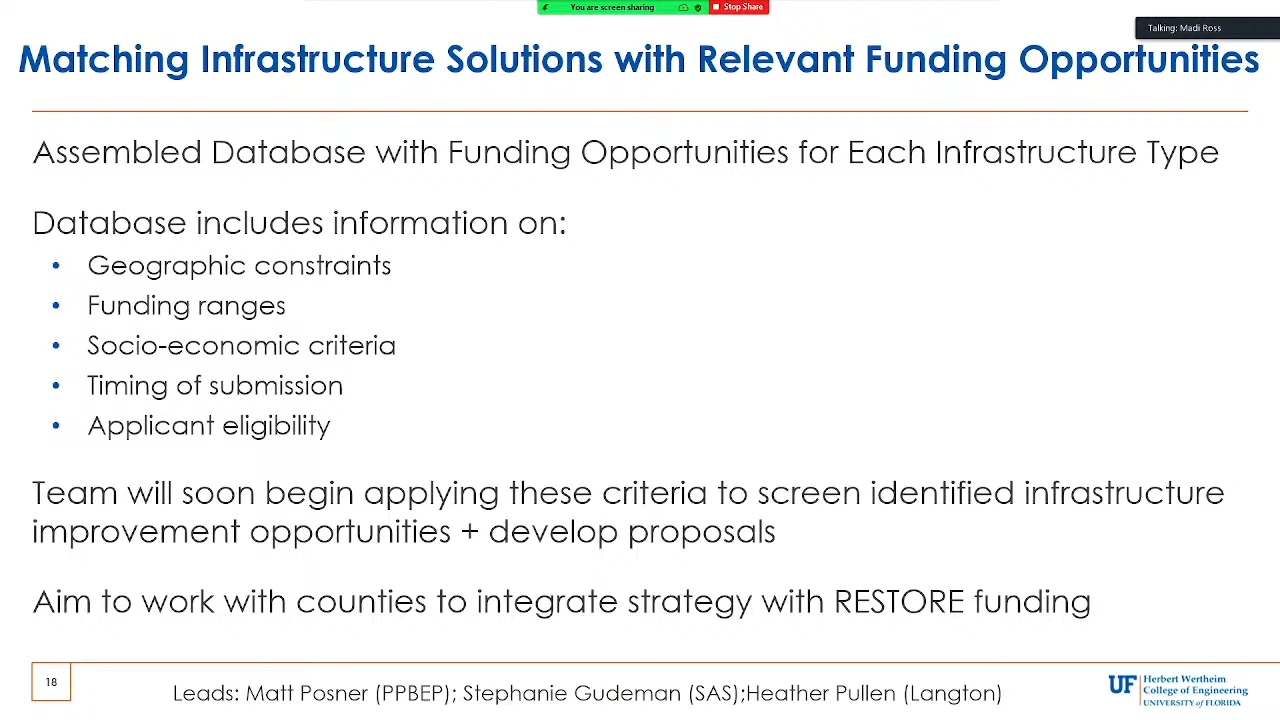 You are screen sharing
Stop Share
Talking: Madi Ross
Matching Infrastructure Solutions with Relevant Funding Opportunities
Assembled Database with Funding Opportunities for Each Infrastructure Type
Database includes information on:
• Geographic constraints
• Funding ranges
• Socio-economic criteria
• Timing of submission
• Applicant eligibility
Team will soon begin applying these criteria to screen identified infrastructure
improvement opportunities + develop proposals
Aim to work with counties to integrate strategy with RESTORE funding
18
Leads: Matt Posner (PPBEP); Stephanie Gudeman (SAS);Heather Pullen (Langton)
UF
Herbert Wertheim
College of Engineering
UNIVERSITY of FLORIDA